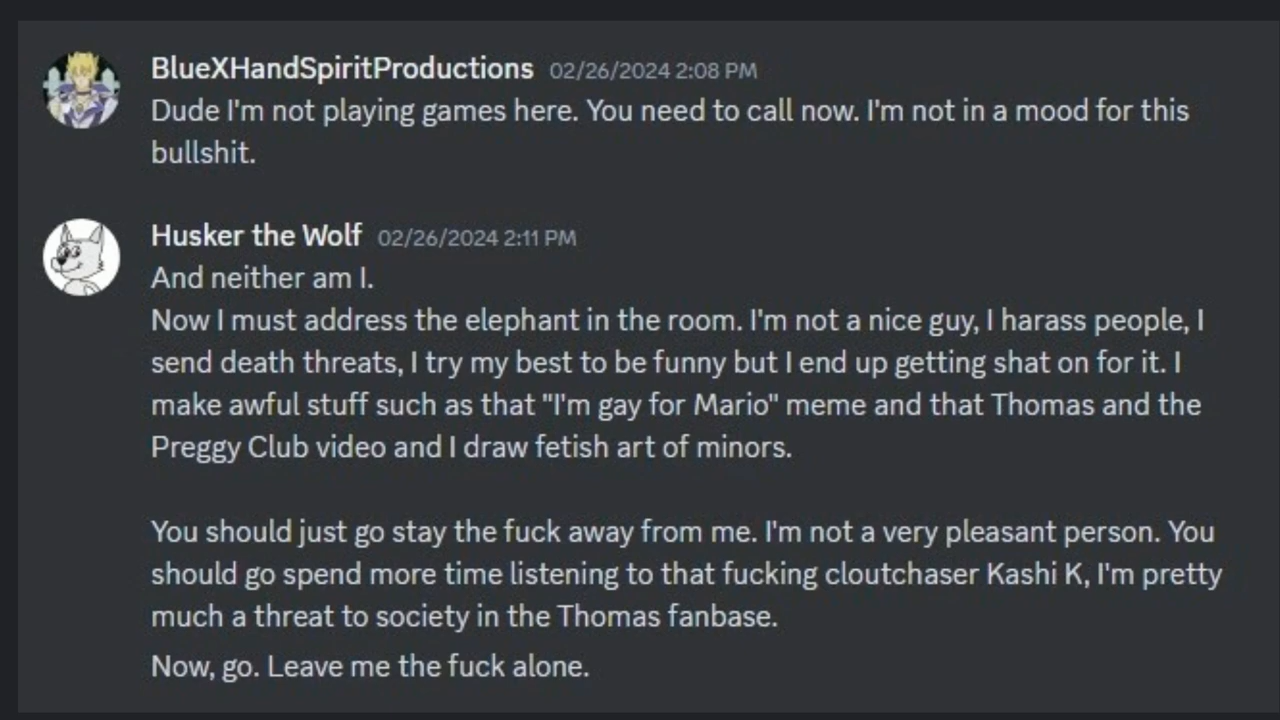 BlueXHandSpiritProductions 02/26/2024 2:08 PM
Dude I'm not playing games here. You need to call now. I'm not in a mood for this
bullshit.
Husker the Wolf 02/26/2024 2:11 PM
And neither am I.
Now I must address the elephant in the room. I'm not a nice guy, I harass people, I
send death threats, I try my best to be funny but I end up getting shat on for it. I
make awful stuff such as that "I'm gay for Mario" meme and that Thomas and the
Preggy Club video and I draw fetish art of minors.
You should just go stay the fuck away from me. I'm not a very pleasant person. You
should go spend more time listening to that fucking cloutchaser Kashi K, I'm pretty
much a threat to society in the Thomas fanbase.
Now, go. Leave me the fuck alone.